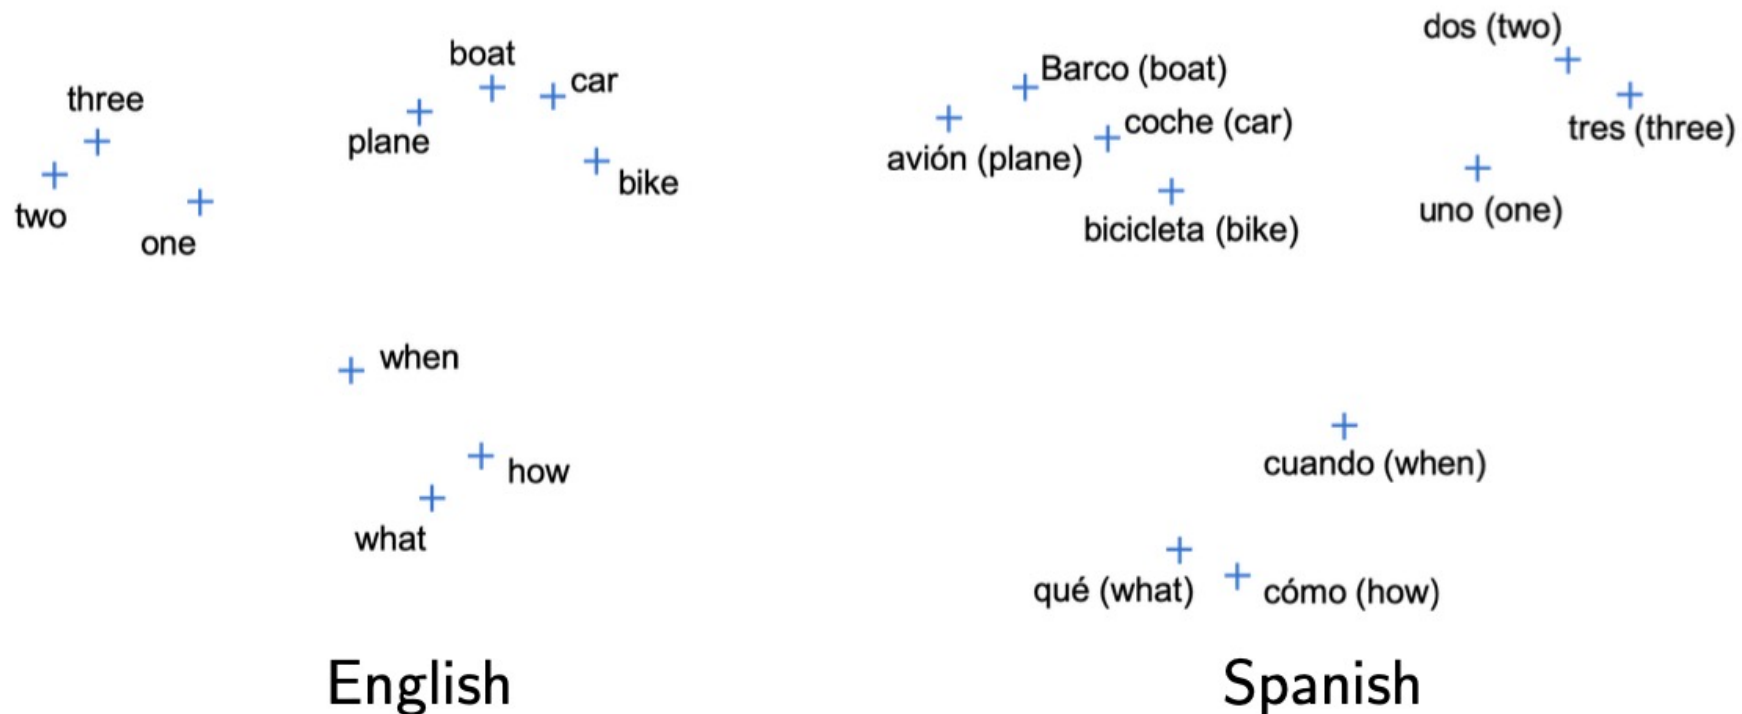 boat
car
three
plane
bike
two
one
when
how
what
English
dos (two)
Barco (boat)
coche (car)
tres (three)
avión (plane)
uno (one)
bicicleta (bike)
cuando (when)
qué (what)
cómo (how)
Spanish